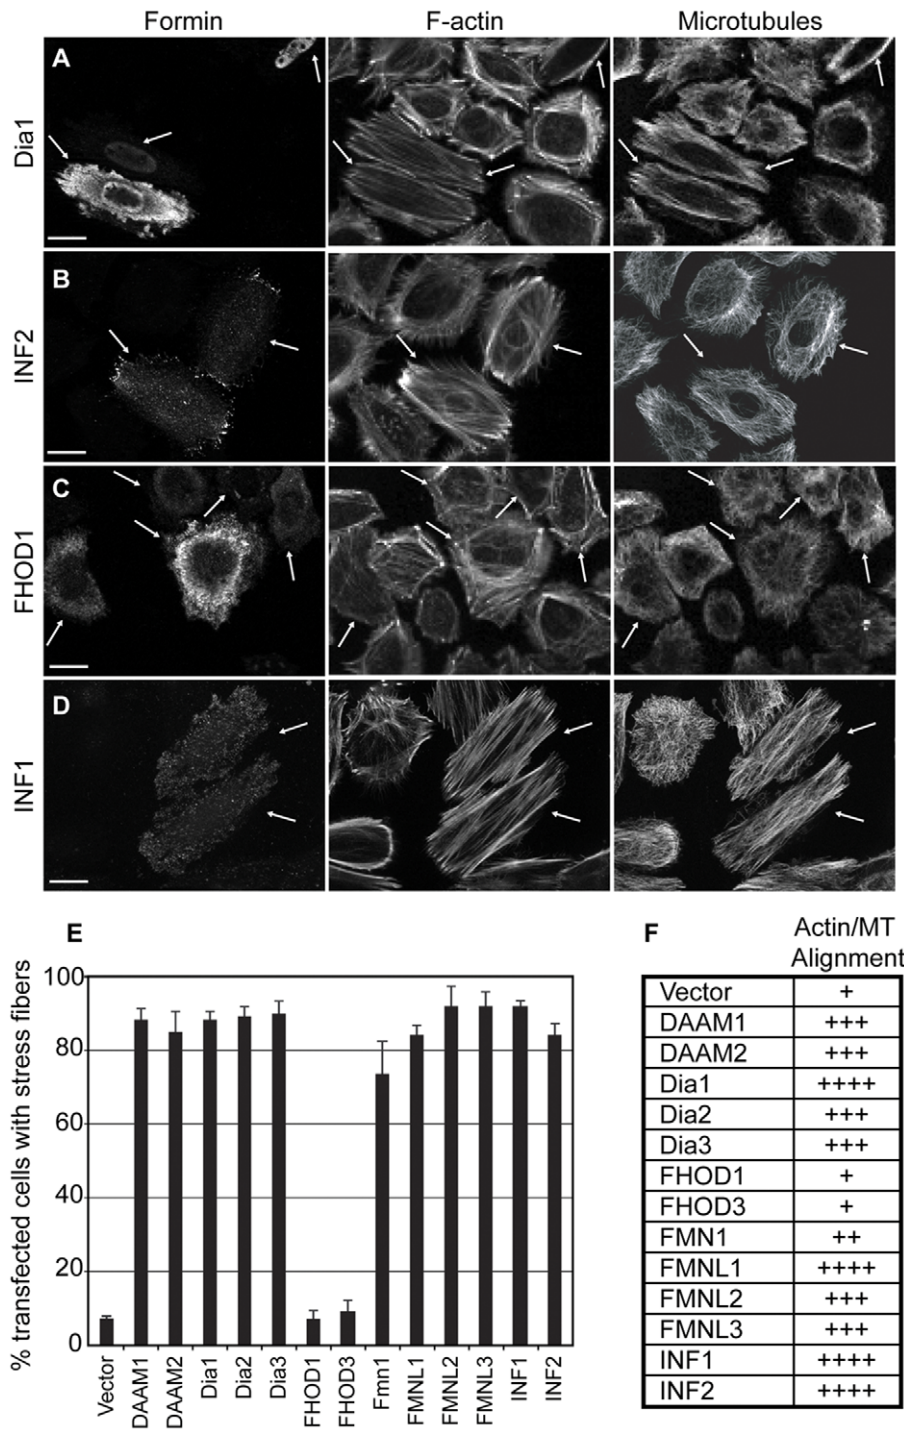 Formin F-actin Microtubules
A
Dia1
B
INF2
C
FHOD1
D
INF1
E
% transfected cells with stress fibers
100
80
60
40
20
0
Vector
DAAM1
DAAM2
Dia1
Dia2
Dia3
FHOD1
FHOD3
Fmn1
FMNL1
FMNL2
FMNL3
INF1
INF2
F
Actin/MT
Alignment
Vector +
DAAM1 +++
DAAM2 +++
Dia1 ++++
Dia2 +++
Dia3 +++
FHOD1 +
FHOD3 +
FMN1 ++
FMNL1 ++++
FMNL2 +++
FMNL3 +++
INF1 ++++
INF2 ++++